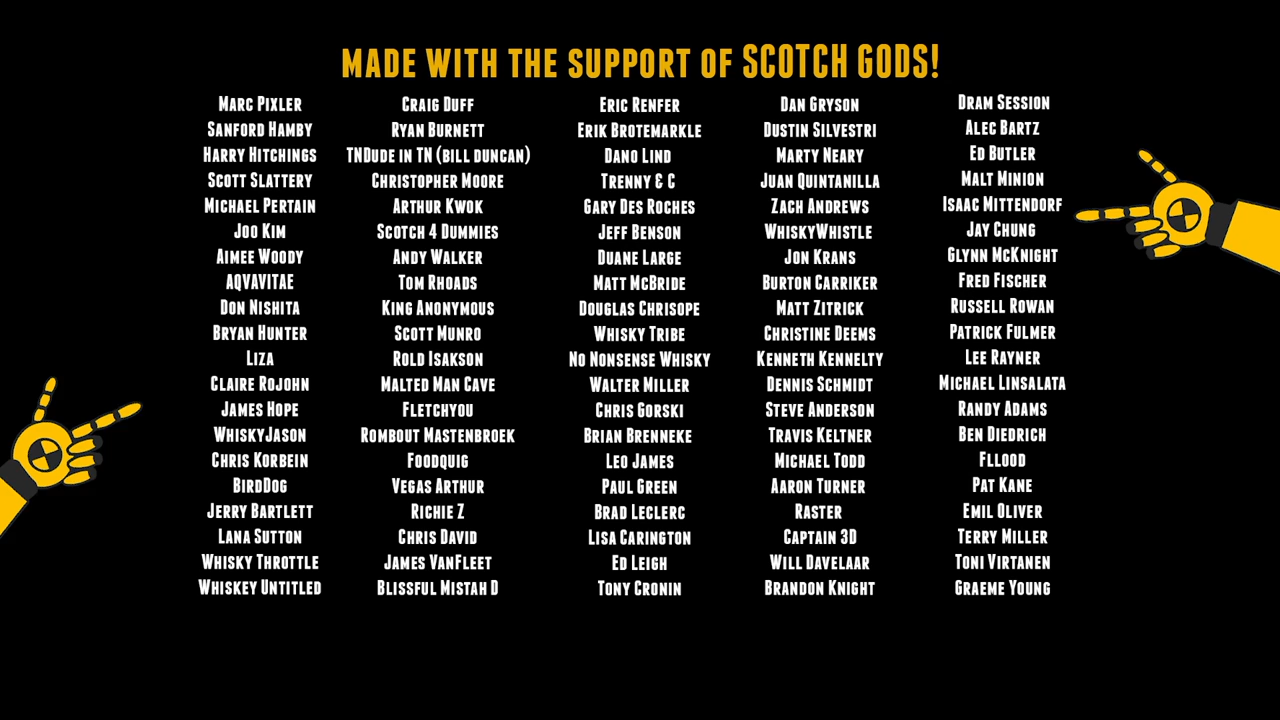 MADE WITH THE SUPPORT OF SCOTCH GODS!
Marc Pixler
Sanford Hamby
Harry Hitchings
Scott Slattery
Michael Pertain
Joo Kim
Aimee Woody
AQVAVITAE
Don Nishita
Bryan Hunter
Liza
Claire Rojohn
James Hope
WhiskyJason
Chris Korbein
BirdDog
Jerry Bartlett
Lana Sutton
Whisky Throttle
Whiskey Untitled
Craig Duff
Ryan Burnett
TNDude in TN (bill duncan)
Christopher Moore
Arthur Kwok
Scotch 4 Dummies
Andy Walker
Tom Rhoads
King Anonymous
Scott Munro
Rold Isakson
Malted Man Cave
Fletchyou
Rombout Mastenbroek
Foodquig
Vegas Arthur
Richie Z
Chris David
James VanFleet
Blissful Mistah D
Eric Renfer
Erik Brotemarkle
Dano Lind
Trenny & C
Gary Des Roches
Jeff Benson
Duane Large
Matt McBride
Douglas Chrisope
Whisky Tribe
No Nonsense Whisky
Walter Miller
Chris Gorski
Brian Brenneke
Leo James
Paul Green
Brad Leclerc
Lisa Carington
Ed Leigh
Tony Cronin
Dan Gryson
Dustin Silvestri
Marty Neary
Juan Quintanilla
Zach Andrews
WhiskyWhistle
Jon Krans
Burton Carriker
Matt Zitrick
Christine Deems
Kenneth Kennelty
Dennis Schmidt
Steve Anderson
Travis Keltner
Michael Todd
Aaron Turner
Raster
Captain 3D
Will Davelaar
Brandon Knight
Dram Session
Alec Bartz
Ed Butler
Malt Minion
Isaac Mittendorf
Jay Chung
Glynn McKnight
Fred Fischer
Russell Rowan
Patrick Fulmer
Lee Rayner
Michael Linsalata
Randy Adams
Ben Diedrich
Fllood
Pat Kane
Emil Oliver
Terry Miller
Toni Virtanen
Graeme Young